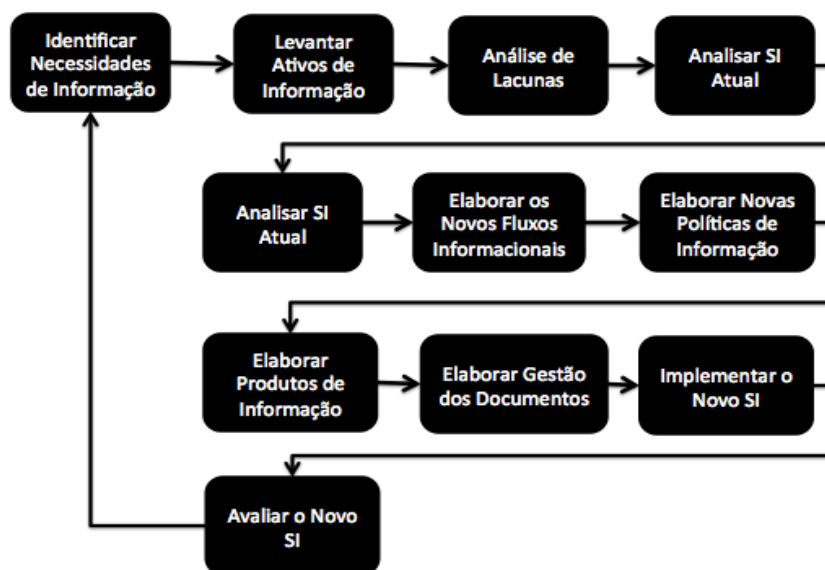 Identificar
Necessidades
de Informação
Levantar
Ativos de
Informação
Análise de
Lacunas
Analisar SI
Atual
Analisar SI
Atual
Elaborar os
Novos Fluxos
Informacionais
Elaborar Novas
Políticas de
Informação
Elaborar
Produtos de
Informação
Elaborar Gestão
dos Documentos
Implementar o
Novo SI
Avaliar o Novo
SI